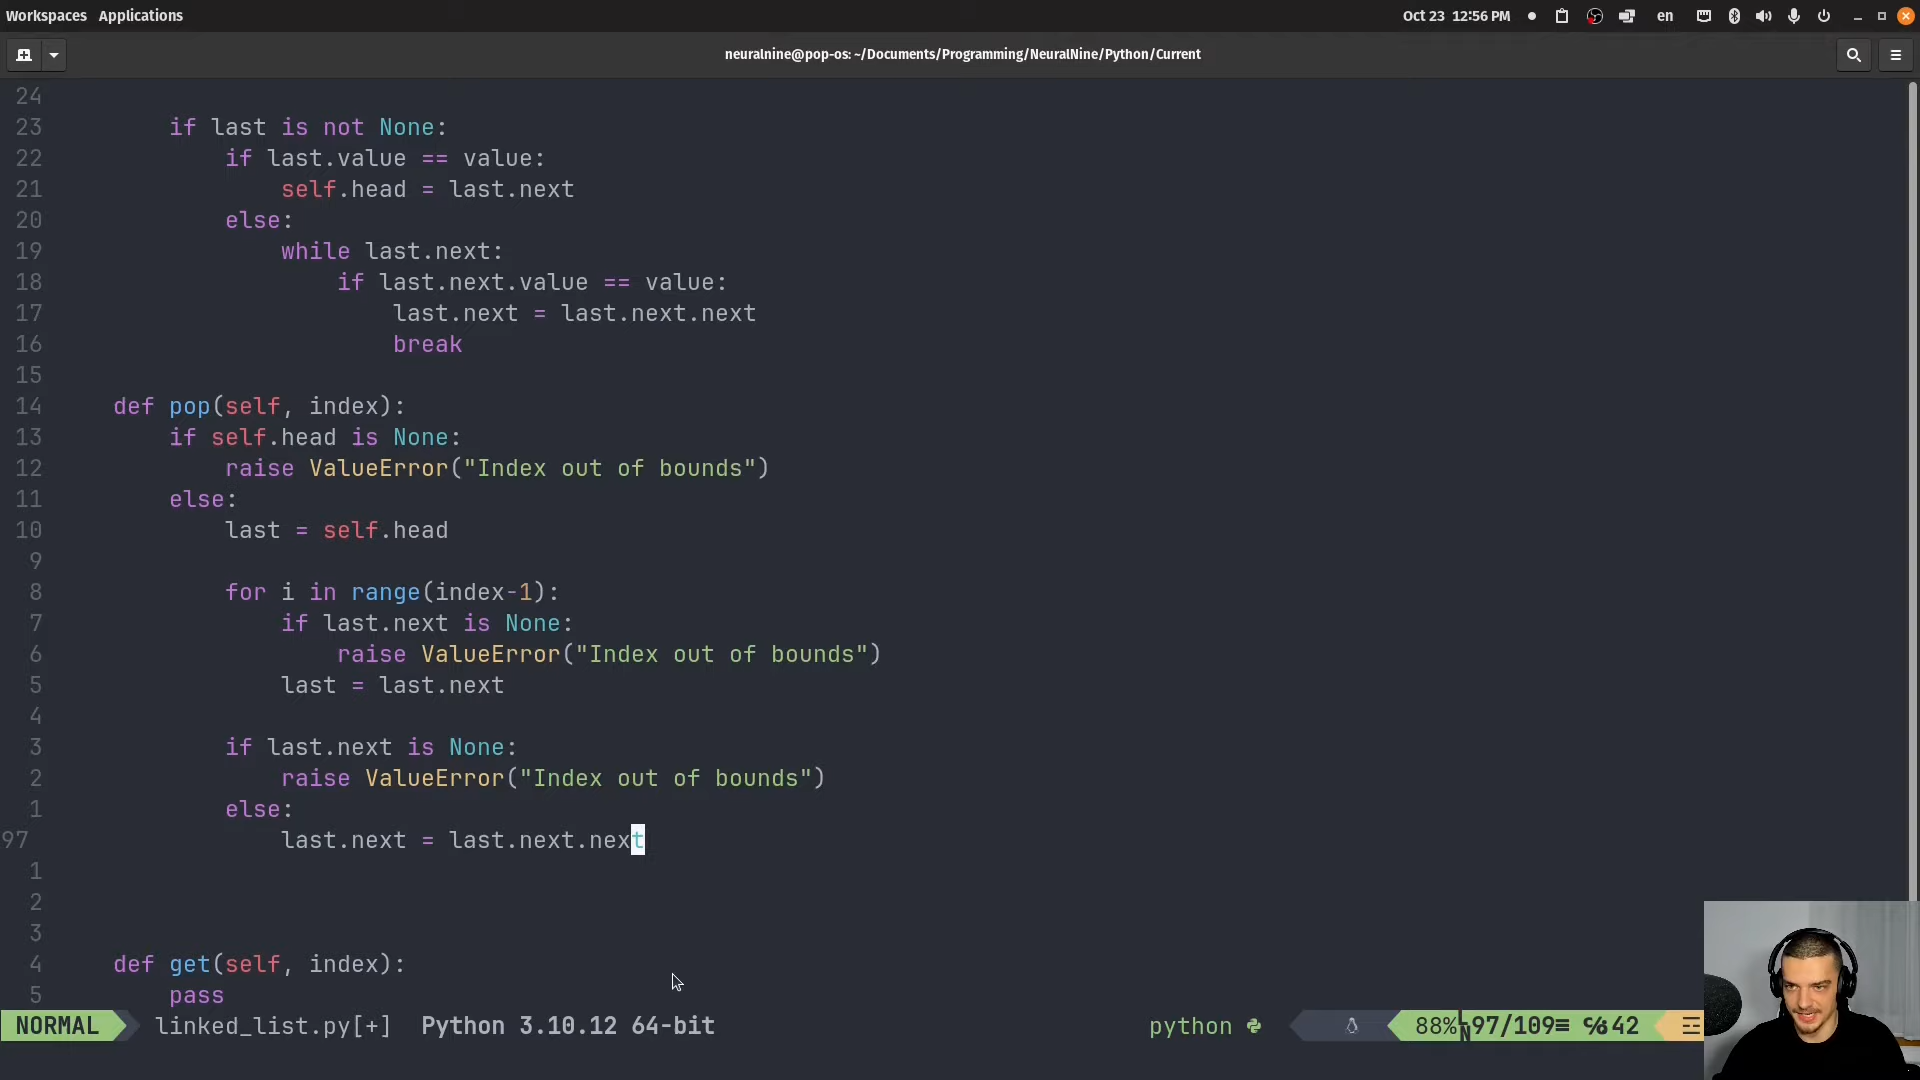 Workspaces Applications Oct 23 12:56 PM en
neuralnine@pop-os: ~/Documents/Programming/NeuralNine/Python/Current
24
23         if last is not None:
22             if last.value == value:
21                 self.head = last.next
20             else:
19                 while last.next:
18                     if last.next.value == value:
17                         last.next = last.next.next
16                         break
15
14     def pop(self, index):
13         if self.head is None:
12             raise ValueError("Index out of bounds")
11         else:
10             last = self.head
9
8             for i in range(index-1):
7                 if last.next is None:
6                     raise ValueError("Index out of bounds")
5                 last = last.next
4
3             if last.next is None:
2                 raise ValueError("Index out of bounds")
1             else:
97                 last.next = last.next.next
1
2
3
4     def get(self, index):
5         pass
NORMAL linked_list.py[+] Python 3.10.12 64-bit python 88% LN 97/109≡ ℅42